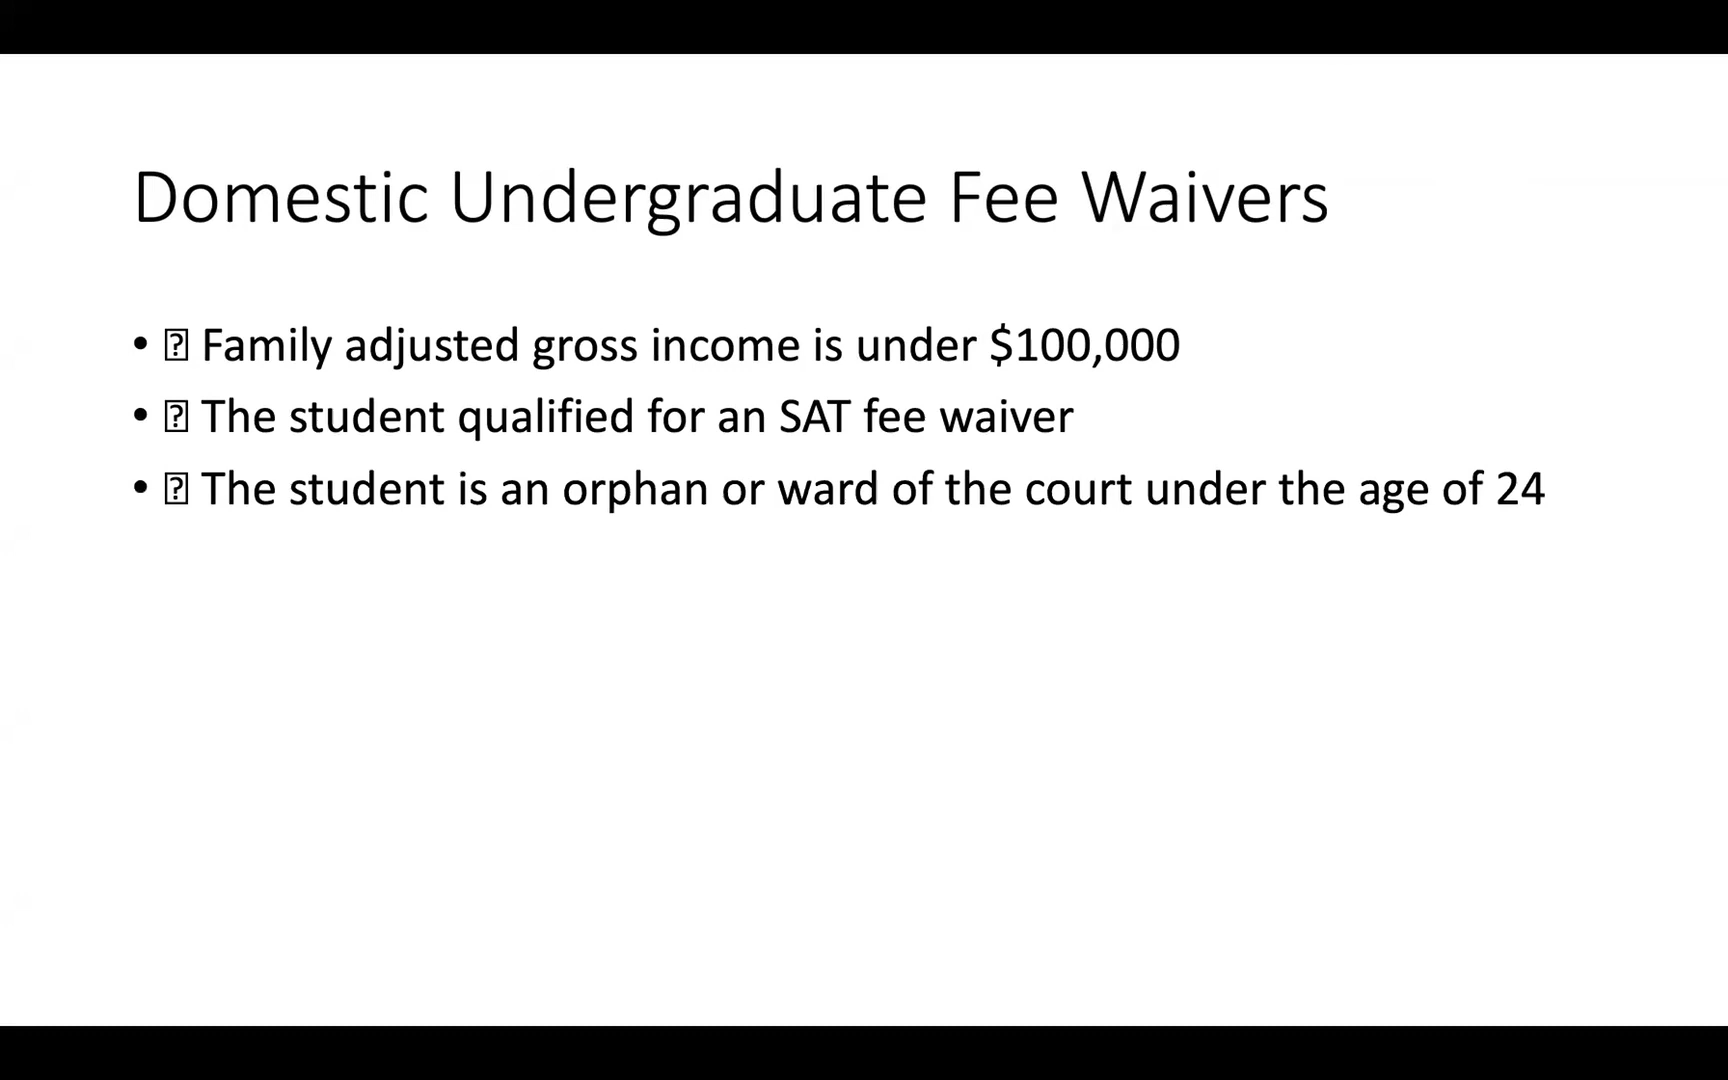 Domestic Undergraduate Fee Waivers
• ⍰ Family adjusted gross income is under $100,000
• ⍰ The student qualified for an SAT fee waiver
• ⍰ The student is an orphan or ward of the court under the age of 24